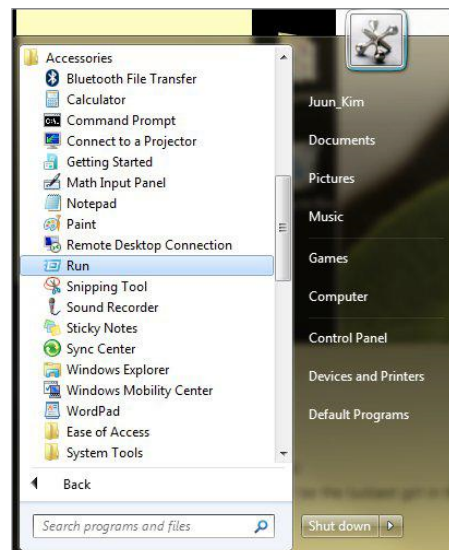 Accessories
Bluetooth File Transfer
Calculator
Command Prompt
Connect to a Projector
Getting Started
Math Input Panel
Notepad
Paint
Remote Desktop Connection
Run
Snipping Tool
Sound Recorder
Sticky Notes
Sync Center
Windows Explorer
Windows Mobility Center
WordPad
Ease of Access
System Tools
Back
Search programs and files
Juun_Kim
Documents
Pictures
Music
Games
Computer
Control Panel
Devices and Printers
Default Programs
Shut down